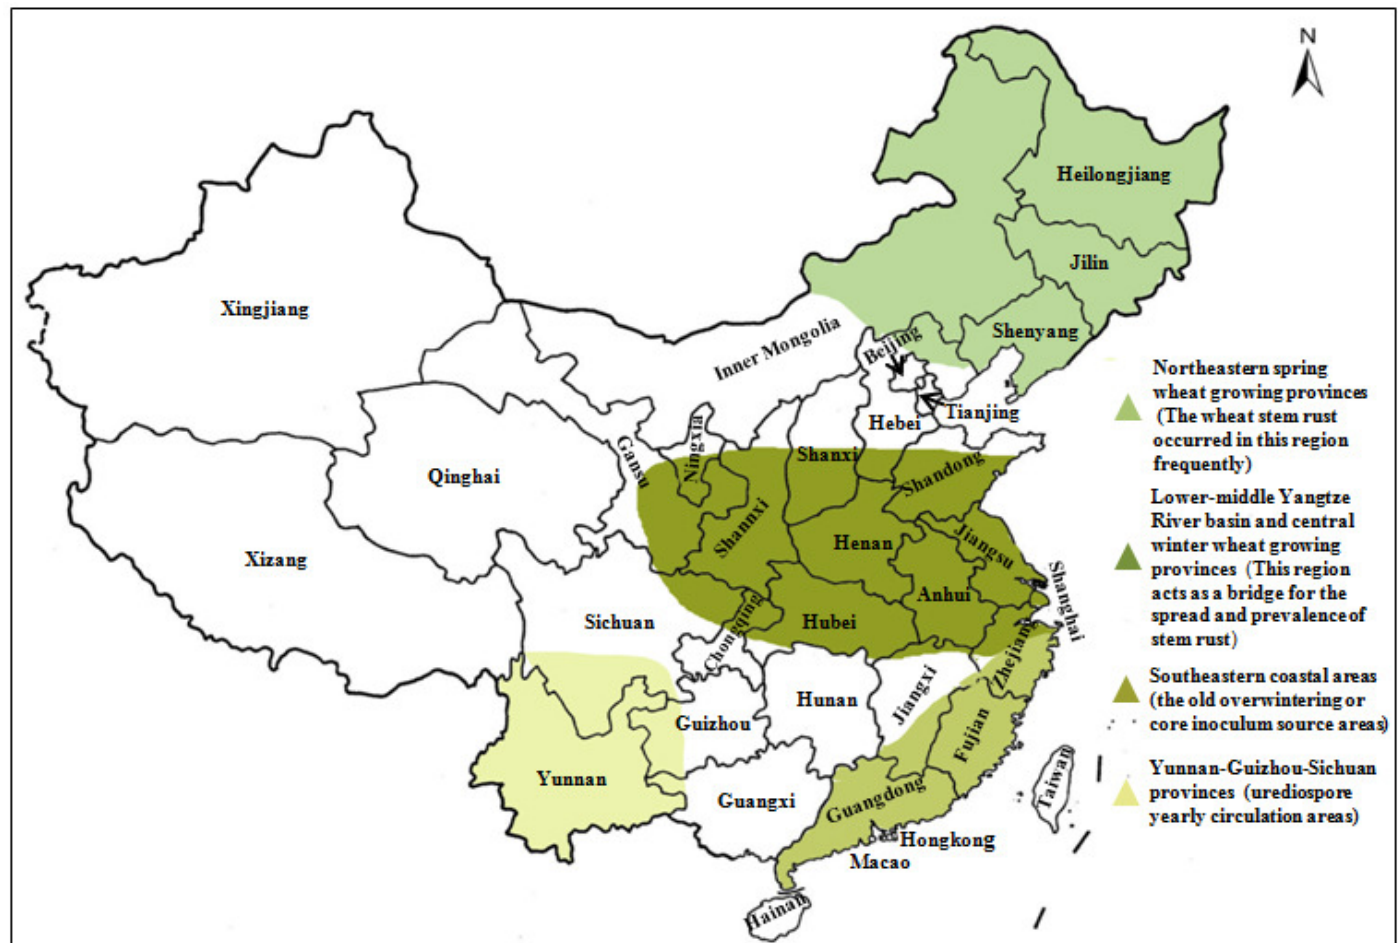 N
Heilongjiang
Jilin
Shenyang
Xingjiang
Inner Mongolia
Beijing
Tianjing
Hebei
Ningxia
Gansu
Shanxi
Shandong
Qinghai
Shannxi
Henan
Jiangsu
Xizang
Shanghai
Anhui
Sichuan
Chongqing
Hubei
Zhejiang
Hunan
Jiangxi
Guizhou
Fujian
Yunnan
Guangxi
Guangdong
Taiwan
Hongkong
Macao
Hainan
Northeastern spring
wheat growing provinces
(The wheat stem rust
occurred in this region
frequently)
Lower-middle Yangtze
River basin and central
winter wheat growing
provinces (This region
acts as a bridge for the
spread and prevalence of
stem rust)
Southeastern coastal areas
(the old overwintering or
core inoculum source areas)
Yunnan-Guizhou-Sichuan
provinces (urediospore
yearly circulation areas)